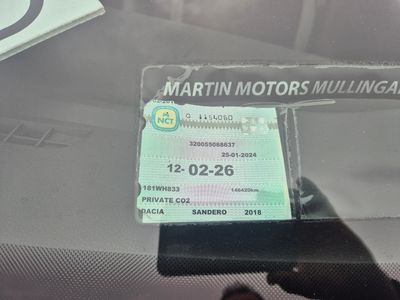 MARTIN MOTORS MULLINGA
NCT
320055068637
25-01-2024
12- 02-26
181WH833 146420km
PRIVATE CO2
DACIA SANDERO 2018